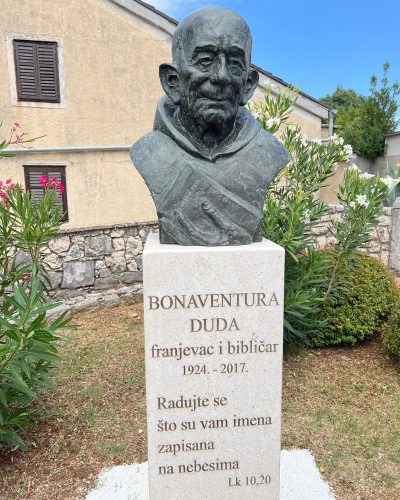 BONAVENTURA
DUDA
franjevac i bibličar
1924. - 2017.
Radujte se
što su vam imena
zapisana
na nebesima
Lk 10,20